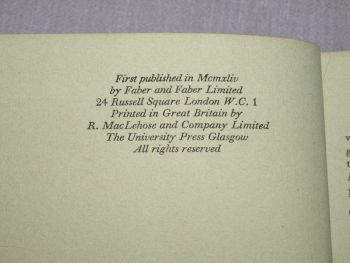 First published in Mcmxliv
by Faber and Faber Limited
24 Russell Square London W.C. 1
Printed in Great Britain by
R. MacLehose and Company Limited
The University Press Glasgow
All rights reserved